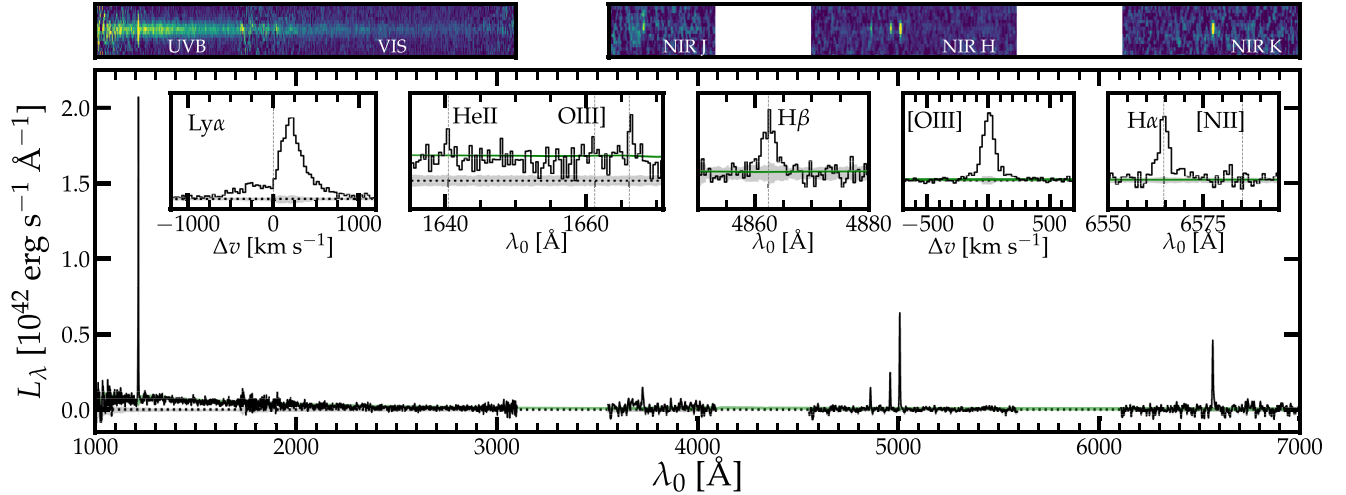 UVB VIS NIR J NIR H NIR K
Lyα HeII OIII] Hβ [OIII] Hα [NII]
−1000 0 1000 1640 1660 4860 4880 −500 0 500 6550 6575
Δv [km s⁻¹] λ₀ [Å] λ₀ [Å] Δv [km s⁻¹] λ₀ [Å]
2.0
1.5
1.0
0.5
0.0
L_λ [10⁴² erg s⁻¹ Å⁻¹]
1000 2000 3000 4000 5000 6000 7000
λ₀ [Å]